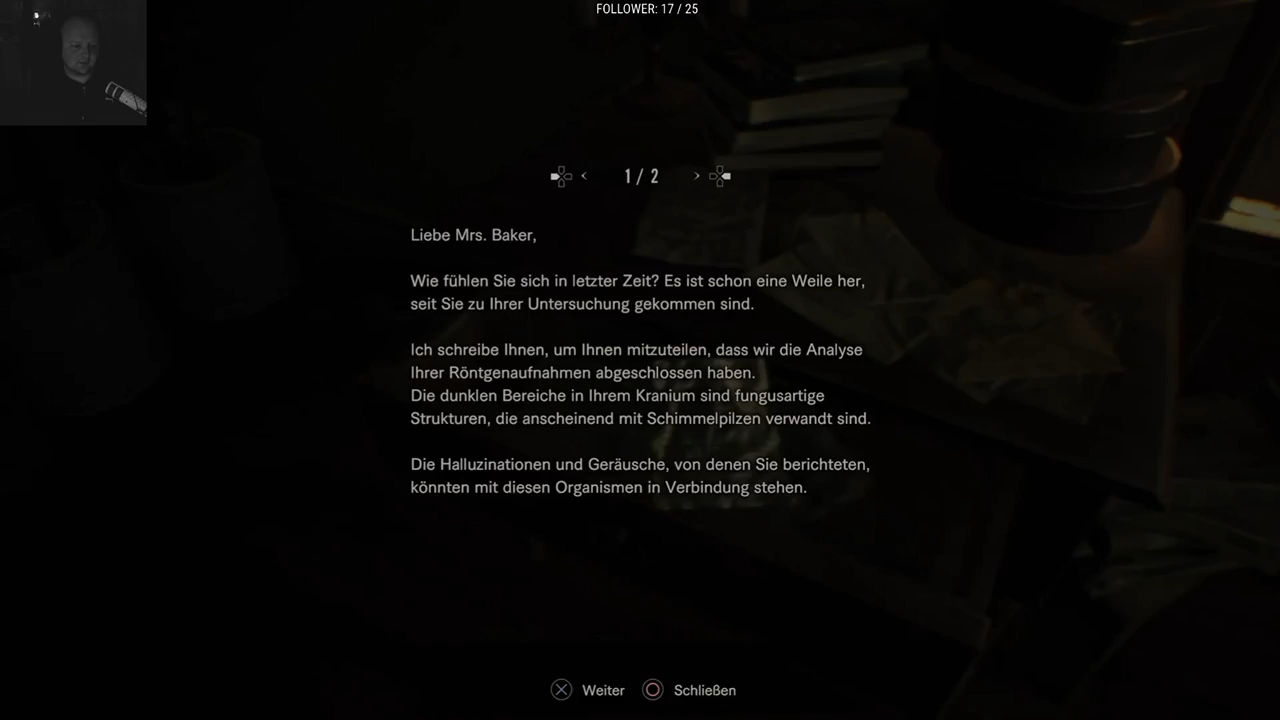 FOLLOWER: 17 / 25
< 1 / 2 >
Liebe Mrs. Baker,
Wie fühlen Sie sich in letzter Zeit? Es ist schon eine Weile her,
seit Sie zu Ihrer Untersuchung gekommen sind.
Ich schreibe Ihnen, um Ihnen mitzuteilen, dass wir die Analyse
Ihrer Röntgenaufnahmen abgeschlossen haben.
Die dunklen Bereiche in Ihrem Kranium sind fungusartige
Strukturen, die anscheinend mit Schimmelpilzen verwandt sind.
Die Halluzinationen und Geräusche, von denen Sie berichteten,
könnten mit diesen Organismen in Verbindung stehen.
Weiter Schließen